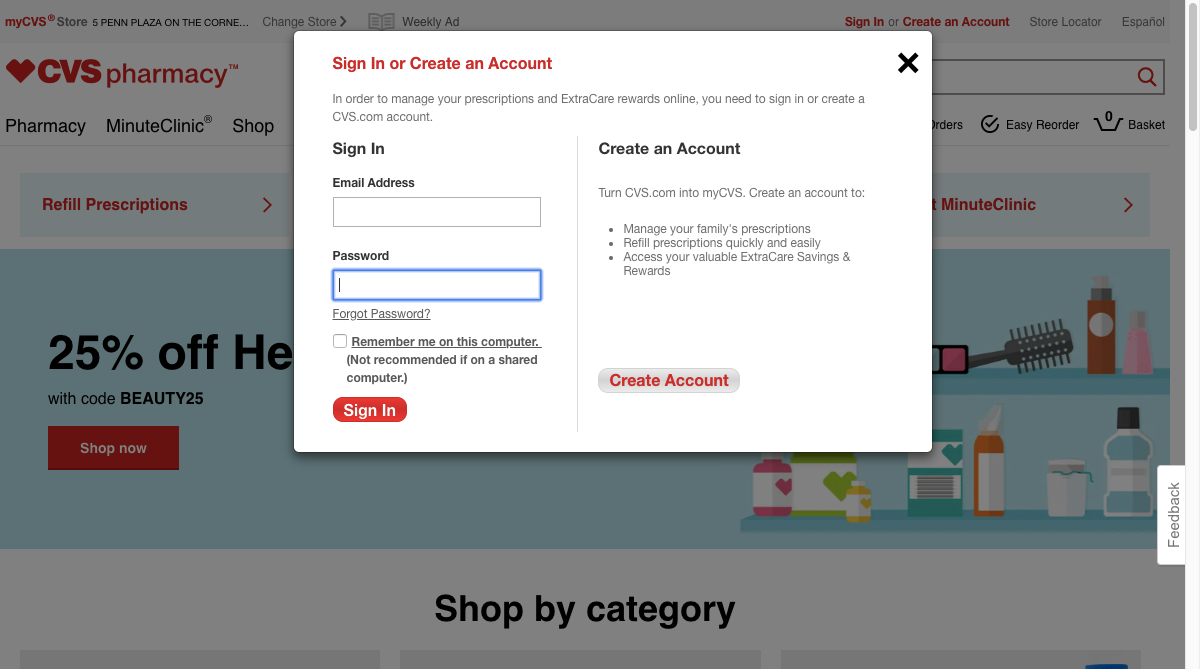 myCVS® Store 5 PENN PLAZA ON THE CORNE... Change Store Weekly Ad Sign In or Create an Account Store Locator Español
CVS pharmacy™
Pharmacy MinuteClinic® Shop Easy Reorder 0 Basket
Refill Prescriptions MinuteClinic
Sign In or Create an Account
In order to manage your prescriptions and ExtraCare rewards online, you need to sign in or create a
CVS.com account.
Sign In
Email Address
Password
Forgot Password?
Remember me on this computer.
(Not recommended if on a shared
computer.)
Sign In
Create an Account
Turn CVS.com into myCVS. Create an account to:
• Manage your family's prescriptions
• Refill prescriptions quickly and easily
• Access your valuable ExtraCare Savings &
Rewards
Create Account
25% off He
with code BEAUTY25
Shop now
Feedback
Shop by category